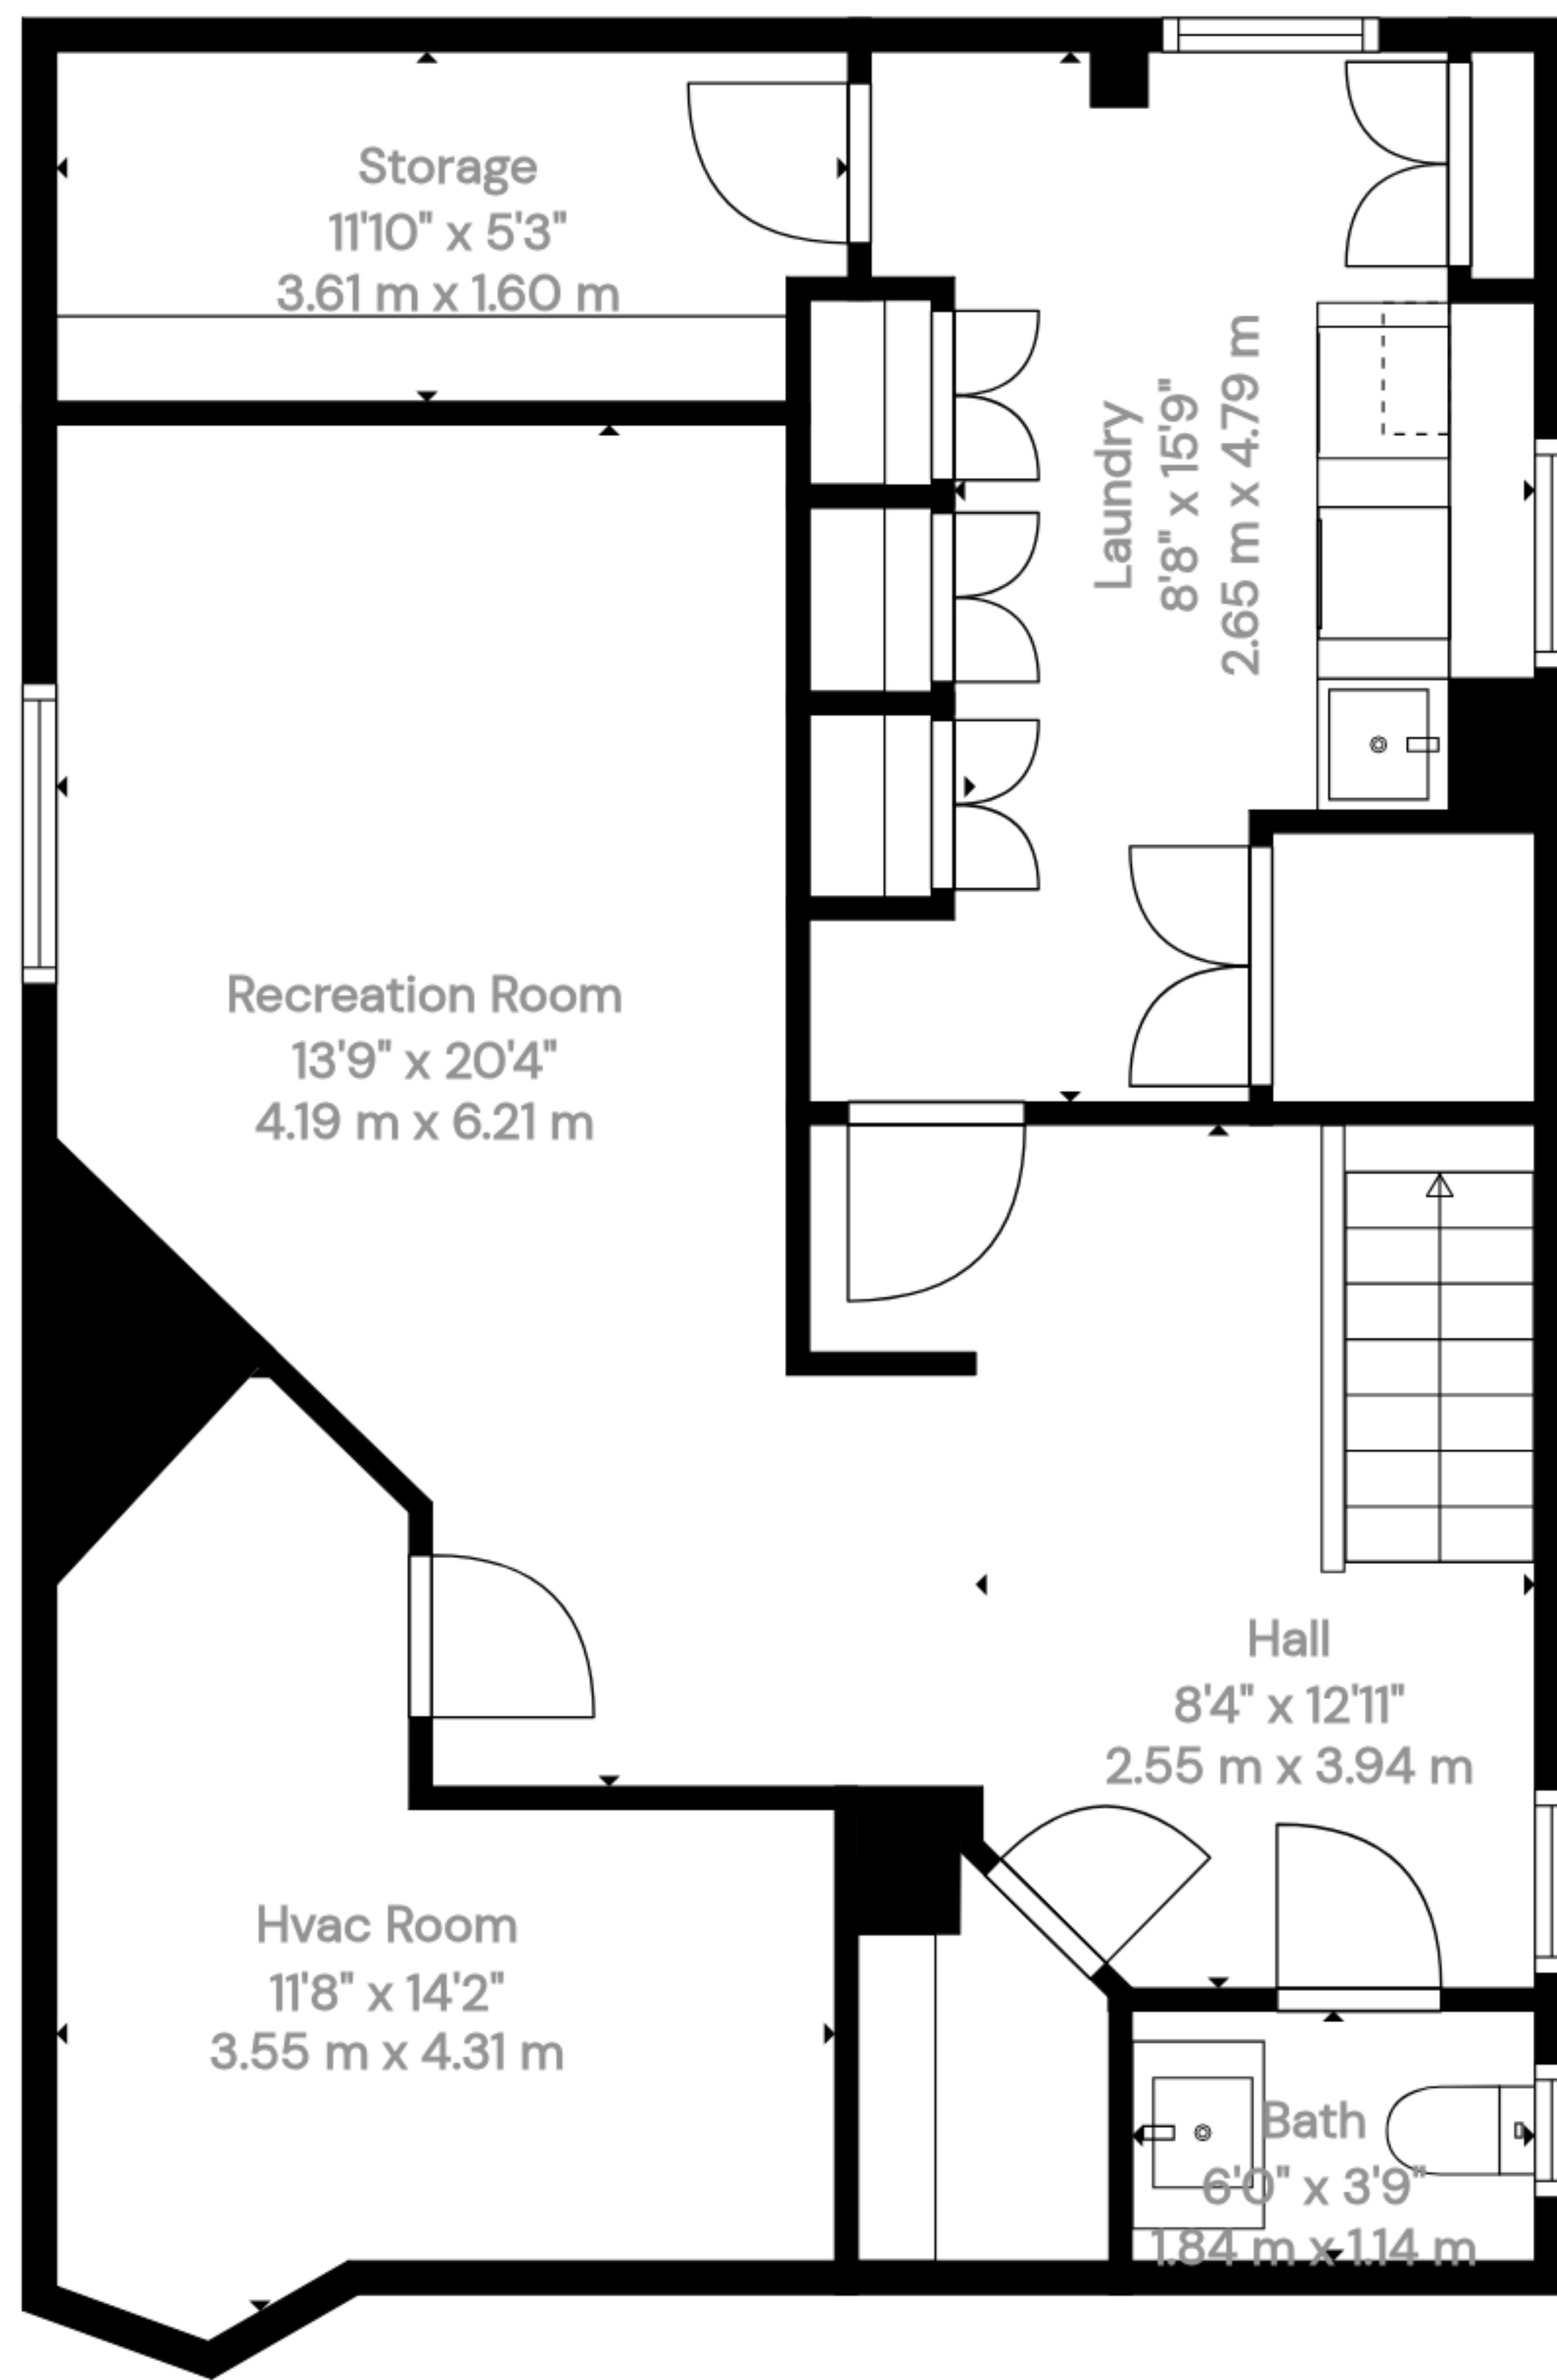 Storage
11'10" x 5'3"
3.61 m x 1.60 m
Laundry
8'8" x 15'9"
2.65 m x 4.79 m
Recreation Room
13'9" x 20'4"
4.19 m x 6.21 m
Hall
8'4" x 12'11"
2.55 m x 3.94 m
Hvac Room
11'8" x 14'2"
3.55 m x 4.31 m
Bath
6'0" x 3'9"
1.84 m x 1.14 m